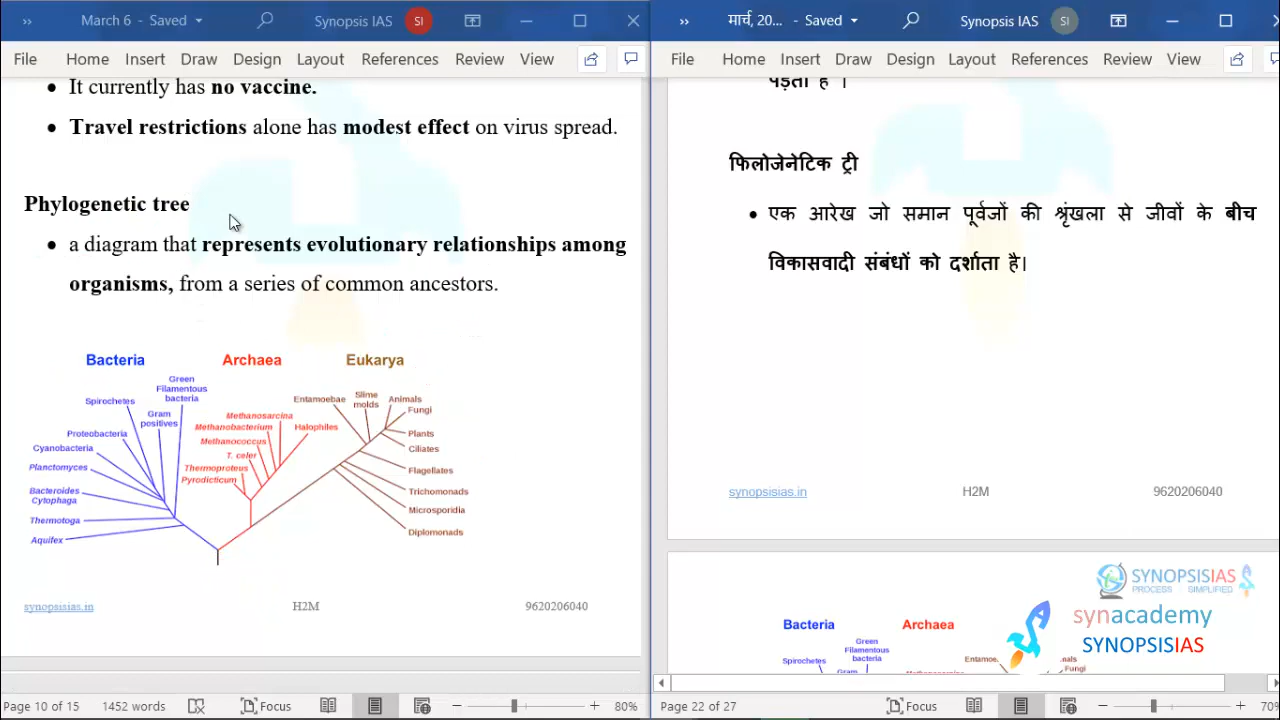 March 6 - Saved
Synopsis IAS
SI
File Home Insert Draw Design Layout References Review View
It currently has no vaccine.
Travel restrictions alone has modest effect on virus spread.
Phylogenetic tree
a diagram that represents evolutionary relationships among
organisms, from a series of common ancestors.
Bacteria
Archaea
Eukarya
Green
Filamentous
bacteria
Spirochetes
Gram
positives
Proteobacteria
Cyanobacteria
Planctomyces
Bacteroides
Cytophaga
Thermotoga
Aquifex
Methanosarcina
Methanobacterium
Halophiles
Methanococcus
T. celer
Thermoproteus
Pyrodicticum
Entamoebae
Slime
molds
Animals
Fungi
Plants
Ciliates
Flagellates
Trichomonads
Microsporidia
Diplomonads
synopsisias.in H2M 9620206040
Page 10 of 15 1452 words Focus 80%
मार्च, 20... - Saved
Synopsis IAS
SI
File Home Insert Draw Design Layout References Review View
पड़ता है ।
फिलोजेनेटिक ट्री
एक आरेख जो समान पूर्वजों की श्रृंखला से जीवों के बीच
विकासवादी संबंधों को दर्शाता है।
synopsisias.in H2M 9620206040
SYNOPSISIAS
PROCESS SIMPLIFIED
synacademy
SYNOPSISIAS
Bacteria
Archaea
Green
Filamentous
bacteria
Spirochetes
Gram
Fungi
Page 22 of 27 Focus 70%